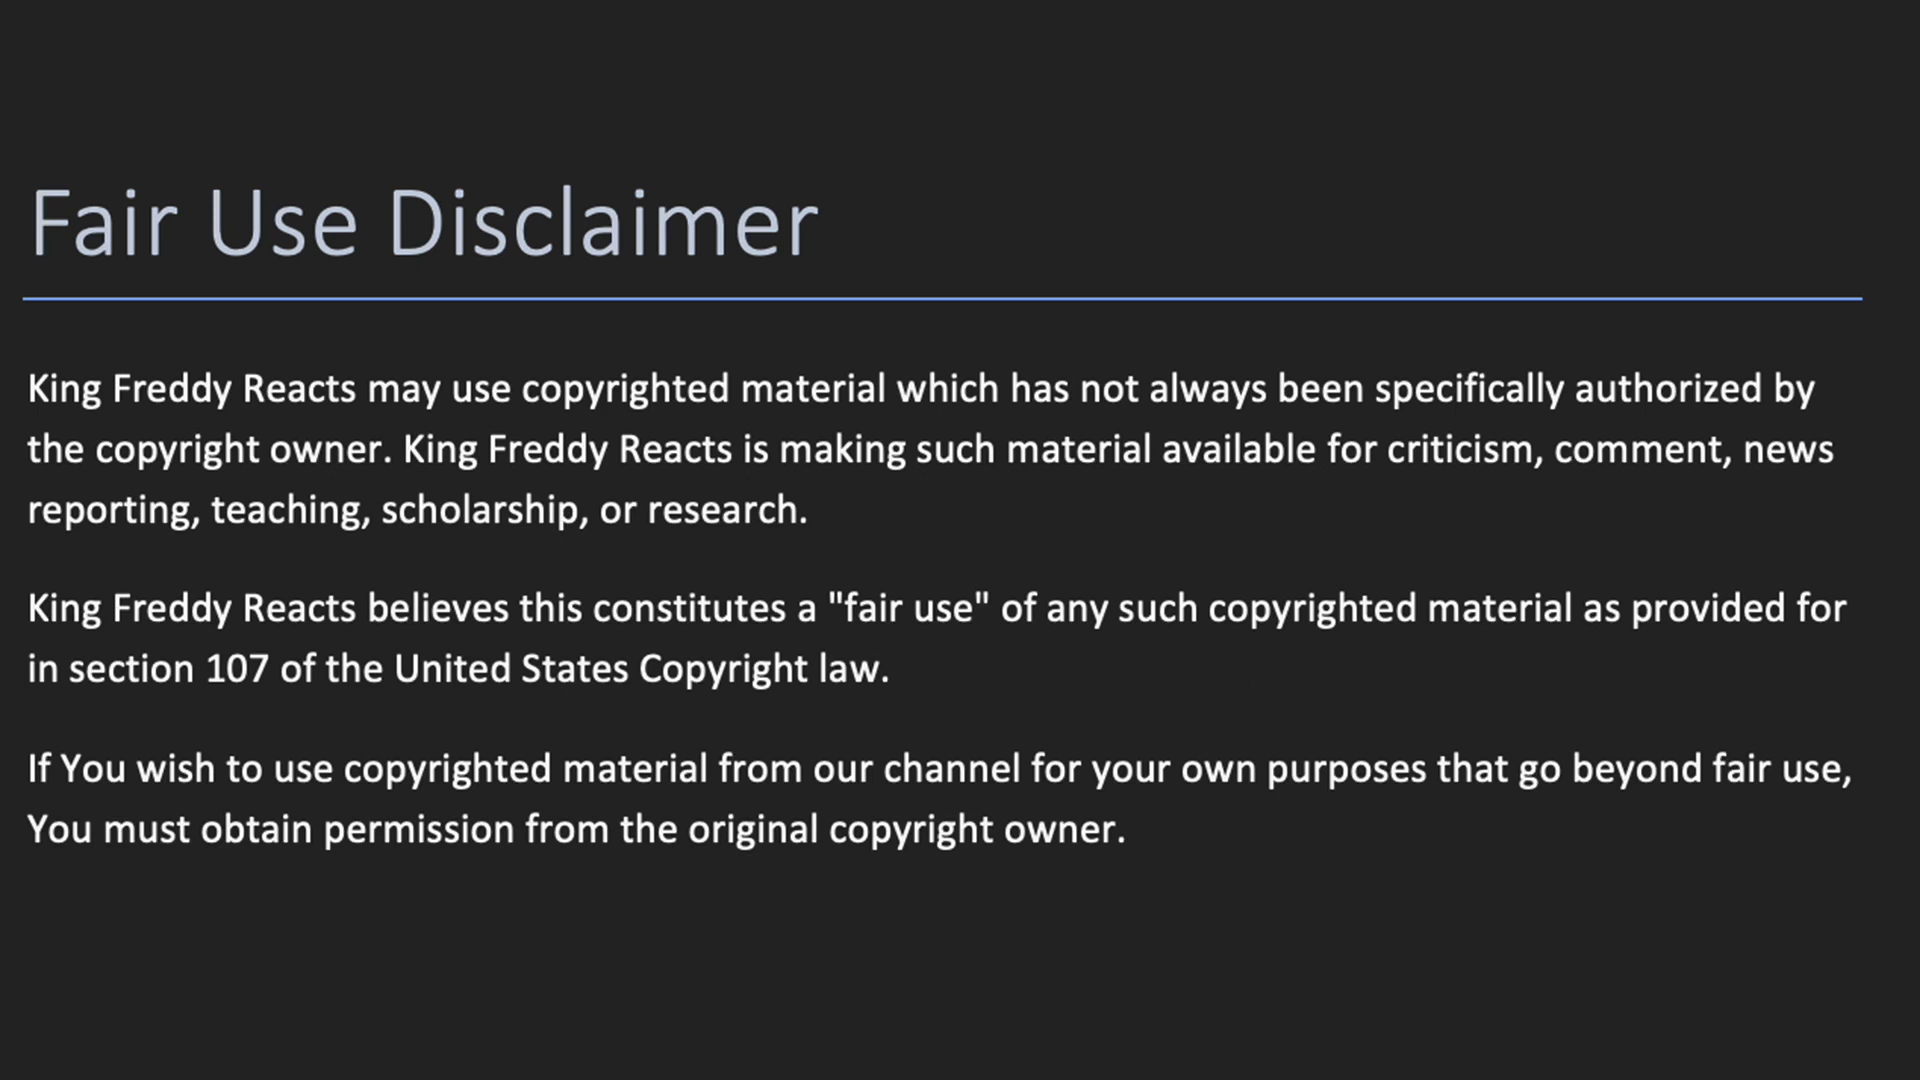 Fair Use Disclaimer
King Freddy Reacts may use copyrighted material which has not always been specifically authorized by
the copyright owner. King Freddy Reacts is making such material available for criticism, comment, news
reporting, teaching, scholarship, or research.
King Freddy Reacts believes this constitutes a "fair use" of any such copyrighted material as provided for
in section 107 of the United States Copyright law.
If You wish to use copyrighted material from our channel for your own purposes that go beyond fair use,
You must obtain permission from the original copyright owner.